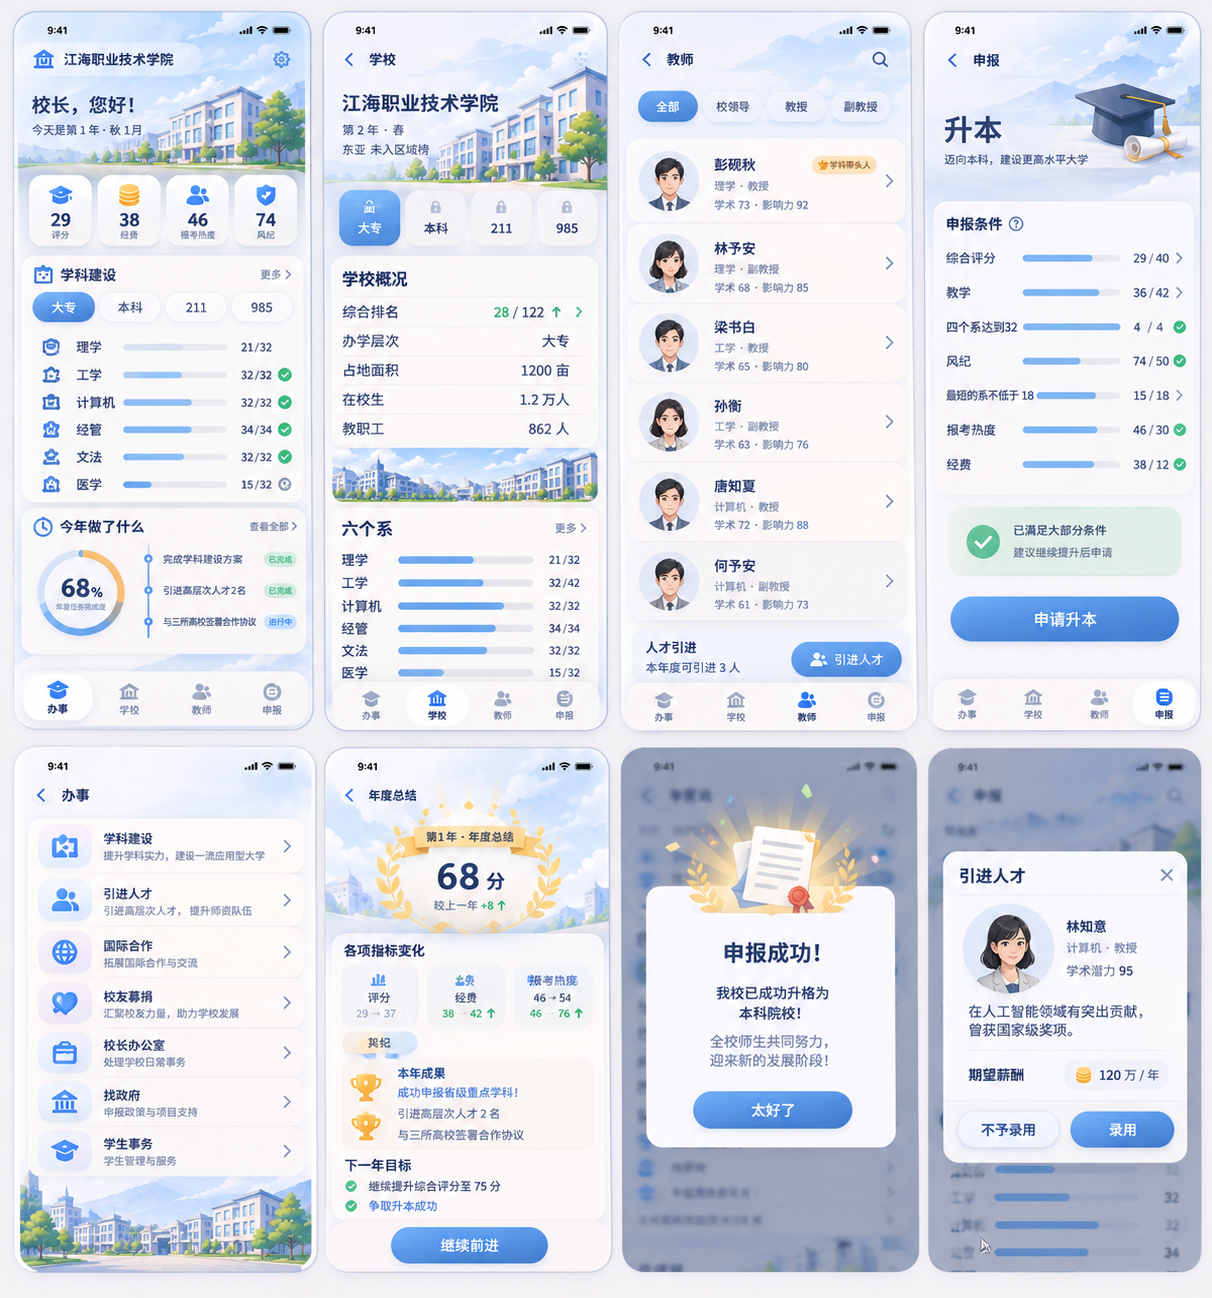 9:41
江海职业技术学院
校长，您好！
今天是第 1 年 · 秋 1月
29
评分
38
经费
46
报考热度
74
风纪
学科建设
更多
大专
本科
211
985
理学
21/32
工学
32/32
计算机
32/32
经管
34/34
文法
32/32
医学
15/32
今年做了什么
查看全部
68%
年度任务完成度
完成学科建设方案
已完成
引进高层次人才2名
已完成
与三所高校签署合作协议
进行中
办事
学校
教师
申报
9:41
学校
江海职业技术学院
第 2 年 · 春
东亚 未入区域榜
大专
本科
211
985
学校概况
综合排名
28 / 122
办学层次
大专
占地面积
1200 亩
在校生
1.2 万人
教职工
862 人
六个系
更多
理学
21/32
工学
32/42
计算机
32/32
经管
34/34
文法
32/32
医学
15/32
办事
学校
教师
申报
9:41
教师
全部
校领导
教授
副教授
彭砚秋
学科带头人
理学 · 教授
学术 73 · 影响力 92
林予安
理学 · 副教授
学术 68 · 影响力 85
梁书白
工学 · 教授
学术 65 · 影响力 80
孙衡
工学 · 副教授
学术 63 · 影响力 76
唐知夏
计算机 · 教授
学术 72 · 影响力 88
何予安
计算机 · 副教授
学术 61 · 影响力 73
人才引进
本年度可引进 3 人
引进人才
办事
学校
教师
申报
9:41
申报
升本
迈向本科，建设更高水平大学
申报条件
综合评分
29 / 40
教学
36 / 42
四个系达到32
4 / 4
风纪
74 / 50
最短的系不低于 18
15 / 18
报考热度
46 / 30
经费
38 / 12
已满足大部分条件
建议继续提升后申请
申请升本
办事
学校
教师
申报
9:41
办事
学科建设
提升学科实力，建设一流应用型大学
引进人才
引进高层次人才，提升师资队伍
国际合作
拓展国际合作与交流
校友募捐
汇聚校友力量，助力学校发展
校长办公室
处理学校日常事务
找政府
申报政策与项目支持
学生事务
学生管理与服务
9:41
年度总结
第1年 · 年度总结
68 分
较上一年 +8
各项指标变化
评分
29 → 37
经费
38 → 42
报考热度
46 → 54
46 → 76
本年成果
成功申报省级重点学科！
引进高层次人才 2 名
与三所高校签署合作协议
下一年目标
继续提升综合评分至 75 分
争取升本成功
继续前进
9:41
申报成功！
我校已成功升格为
本科院校！
全校师生共同努力，
迎来新的发展阶段！
太好了
9:41
申报
引进人才
林知意
计算机 · 教授
学术潜力 95
在人工智能领域有突出贡献，
曾获国家级奖项。
期望薪酬
120 万 / 年
不予录用
录用
工学
32
计算机
32
34